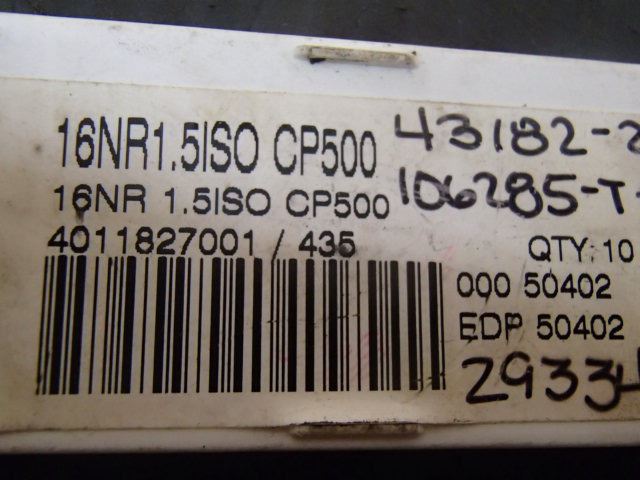 16NR1.5ISO CP500 43182-2
16NR 1.5ISO CP500 106285-T
4011827001 / 435 QTY: 10
000 50402
EDP 50402
2933